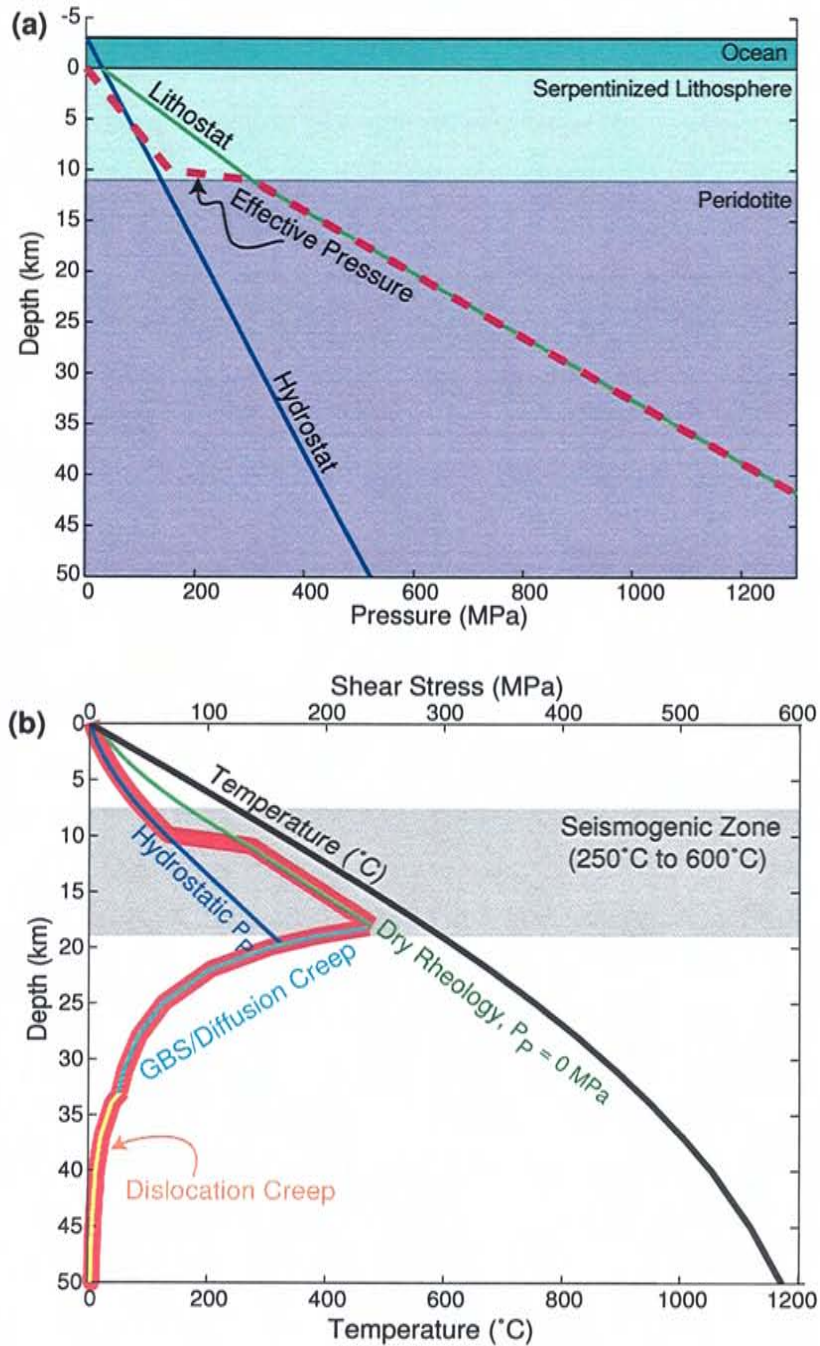 (a)
-5
0
5
10
15
20
25
30
35
40
45
50
Depth (km)
Ocean
Serpentinized Lithosphere
Peridotite
Lithostat
Effective Pressure
Hydrostat
0 200 400 600 800 1000 1200
Pressure (MPa)
Shear Stress (MPa)
0 100 200 300 400 500 600
(b)
0
5
10
15
20
25
30
35
40
45
50
Depth (km)
Temperature (˚C)
Seismogenic Zone
(250˚C to 600˚C)
Hydrostatic PP
Dry Rheology, PP = 0 MPa
GBS/Diffusion Creep
Dislocation Creep
0 200 400 600 800 1000 1200
Temperature (˚C)